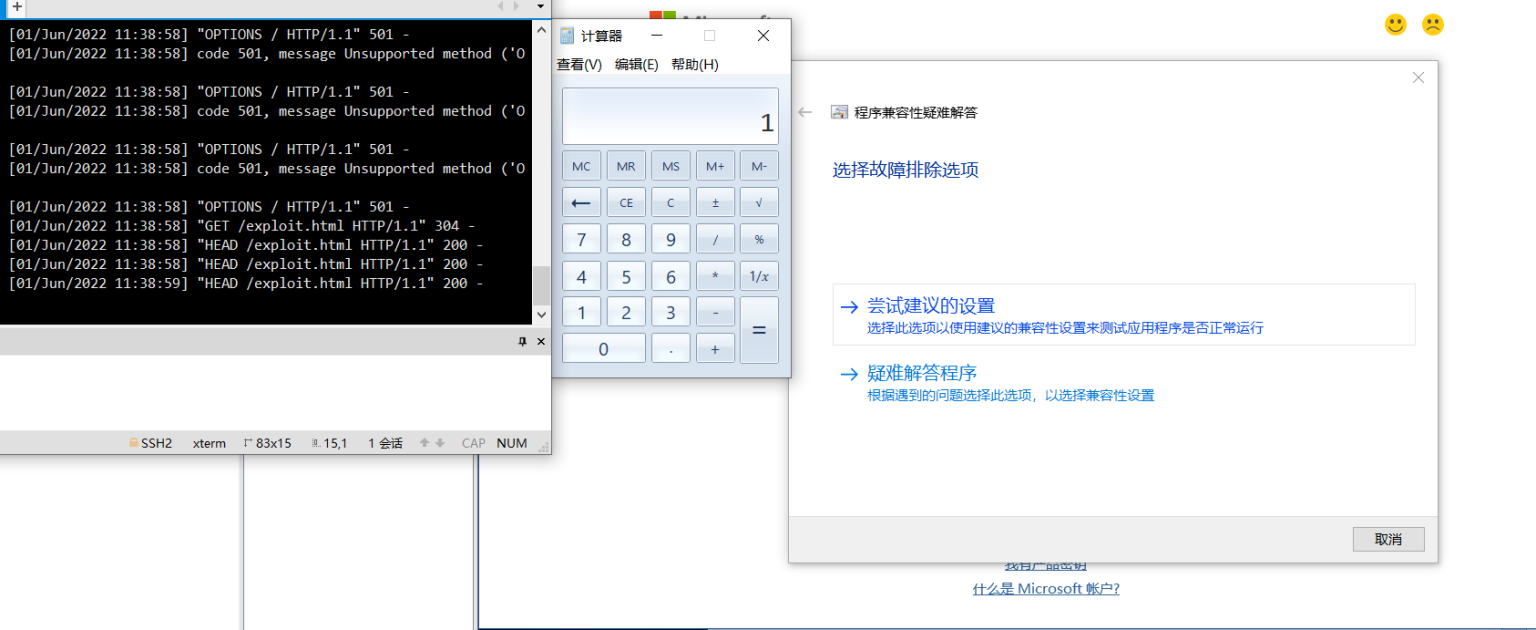 [01/Jun/2022 11:38:58] "OPTIONS / HTTP/1.1" 501 -
[01/Jun/2022 11:38:58] code 501, message Unsupported method ('O
[01/Jun/2022 11:38:58] "OPTIONS / HTTP/1.1" 501 -
[01/Jun/2022 11:38:58] code 501, message Unsupported method ('O
[01/Jun/2022 11:38:58] "OPTIONS / HTTP/1.1" 501 -
[01/Jun/2022 11:38:58] code 501, message Unsupported method ('O
[01/Jun/2022 11:38:58] "OPTIONS / HTTP/1.1" 501 -
[01/Jun/2022 11:38:58] "GET /exploit.html HTTP/1.1" 304 -
[01/Jun/2022 11:38:58] "HEAD /exploit.html HTTP/1.1" 200 -
[01/Jun/2022 11:38:58] "HEAD /exploit.html HTTP/1.1" 200 -
[01/Jun/2022 11:38:59] "HEAD /exploit.html HTTP/1.1" 200 -
SSH2 xterm 83x15 15,1 1 会话 CAP NUM
计算器
查看(V) 编辑(E) 帮助(H)
1
MC MR MS M+ M-
← CE C ± √
7 8 9 / %
4 5 6 * 1/x
1 2 3 - =
0 . +
程序兼容性疑难解答
选择故障排除选项
→ 尝试建议的设置
选择此选项以使用建议的兼容性设置来测试应用程序是否正常运行
→ 疑难解答程序
根据遇到的问题选择此选项，以选择兼容性设置
取消
我有产品密钥
什么是 Microsoft 帐户?